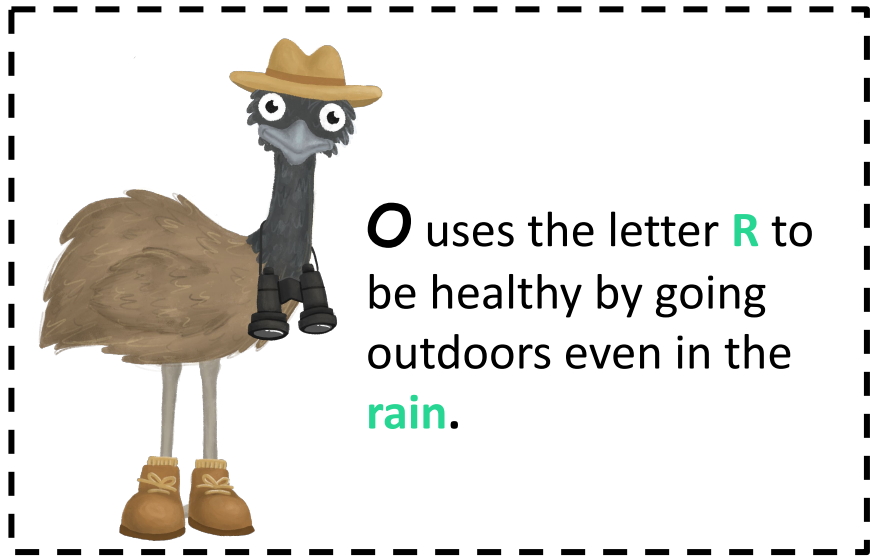 O uses the letter R to
be healthy by going
outdoors even in the
rain.